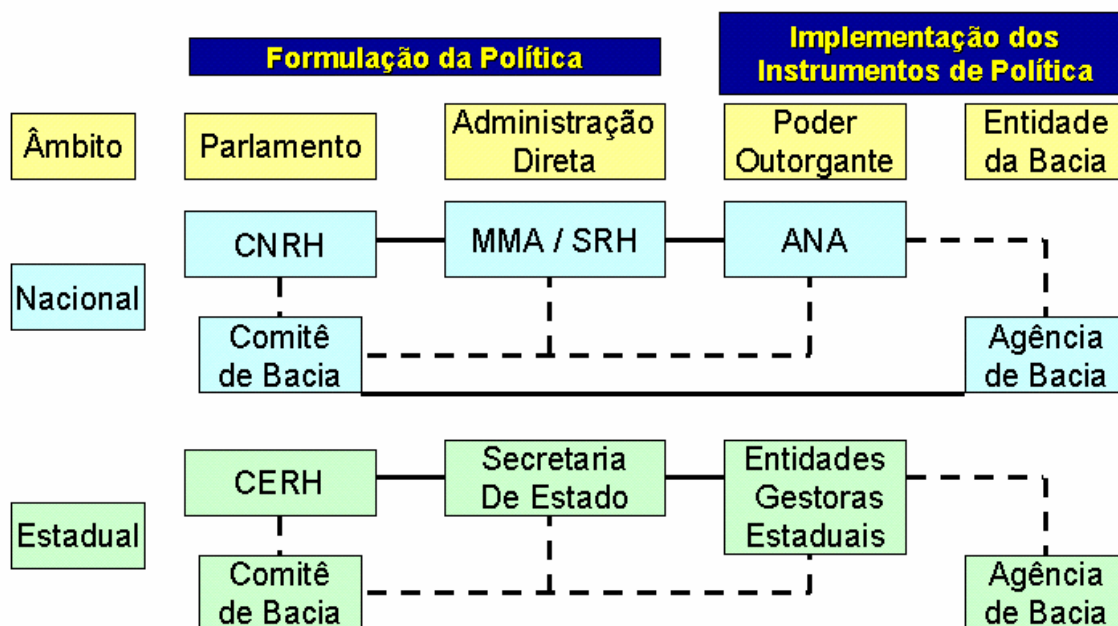 Formulação da Política
Implementação dos
Instrumentos de Política
Âmbito
Parlamento
Administração
Direta
Poder
Outorgante
Entidade
da Bacia
CNRH
MMA / SRH
ANA
Nacional
Comitê
de Bacia
Agência
de Bacia
CERH
Secretaria
De Estado
Entidades
Gestoras
Estaduais
Estadual
Comitê
de Bacia
Agência
de Bacia